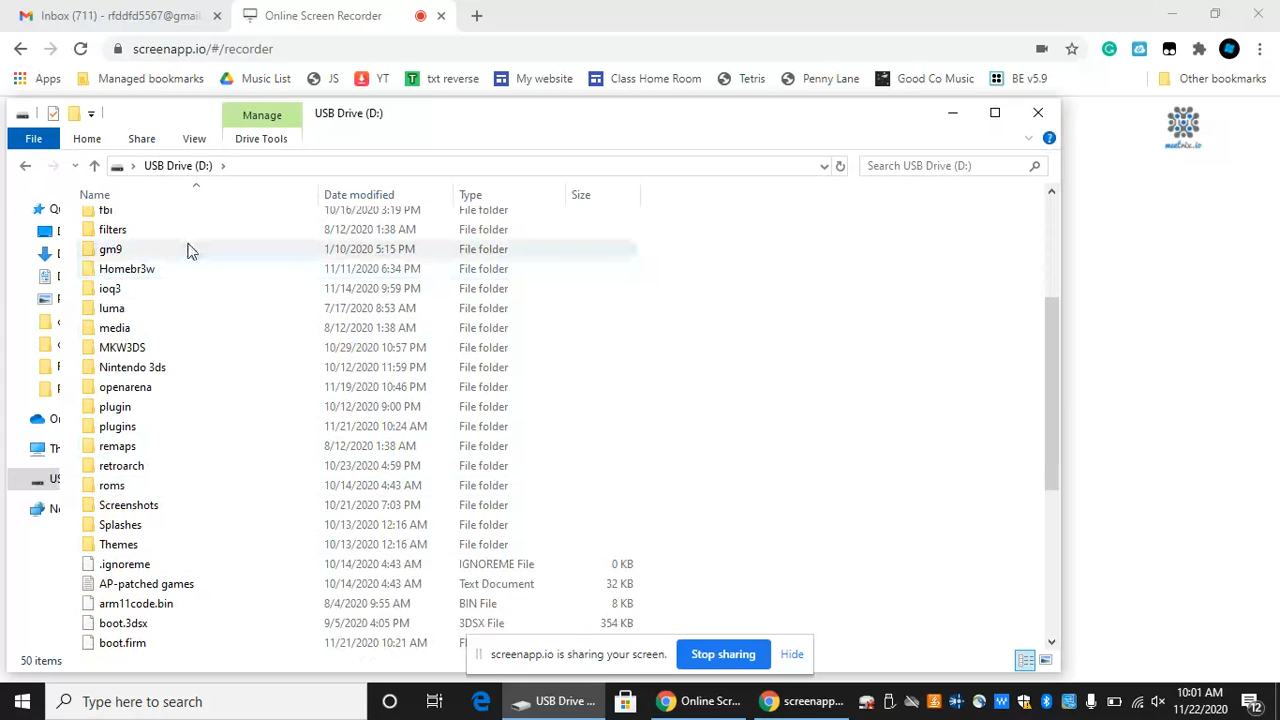 Inbox (711) - rfddfd5567@gmail. Online Screen Recorder
screenapp.io/#/recorder
Apps Managed bookmarks Music List JS YT txt reverse My website Class Home Room Tetris Penny Lane Good Co Music BE v5.9 Other bookmarks
Manage USB Drive (D:)
File Home Share View Drive Tools
USB Drive (D:) Search USB Drive (D:)
meetrix.io
Name Date modified Type Size
fbi 10/16/2020 3:19 PM File folder
filters 8/12/2020 1:38 AM File folder
gm9 1/10/2020 5:15 PM File folder
Homebr3w 11/11/2020 6:34 PM File folder
ioq3 11/14/2020 9:59 PM File folder
luma 7/17/2020 8:53 AM File folder
media 8/12/2020 1:38 AM File folder
MKW3DS 10/29/2020 10:57 PM File folder
Nintendo 3ds 10/12/2020 11:59 PM File folder
openarena 11/19/2020 10:46 PM File folder
plugin 10/12/2020 9:00 PM File folder
plugins 11/21/2020 10:24 AM File folder
remaps 8/12/2020 1:38 AM File folder
retroarch 10/23/2020 4:59 PM File folder
roms 10/14/2020 4:43 AM File folder
Screenshots 10/21/2020 7:03 PM File folder
Splashes 10/13/2020 12:16 AM File folder
Themes 10/13/2020 12:16 AM File folder
.ignoreme 10/14/2020 4:43 AM IGNOREME File 0 KB
AP-patched games 10/14/2020 4:43 AM Text Document 32 KB
arm11code.bin 8/4/2020 9:55 AM BIN File 8 KB
boot.3dsx 9/5/2020 4:05 PM 3DSX File 354 KB
boot.firm 11/21/2020 10:21 AM
50 items
screenapp.io is sharing your screen. Stop sharing Hide
Type here to search USB Drive ... Online Scr... screenapp... 10:01 AM
11/22/2020 12